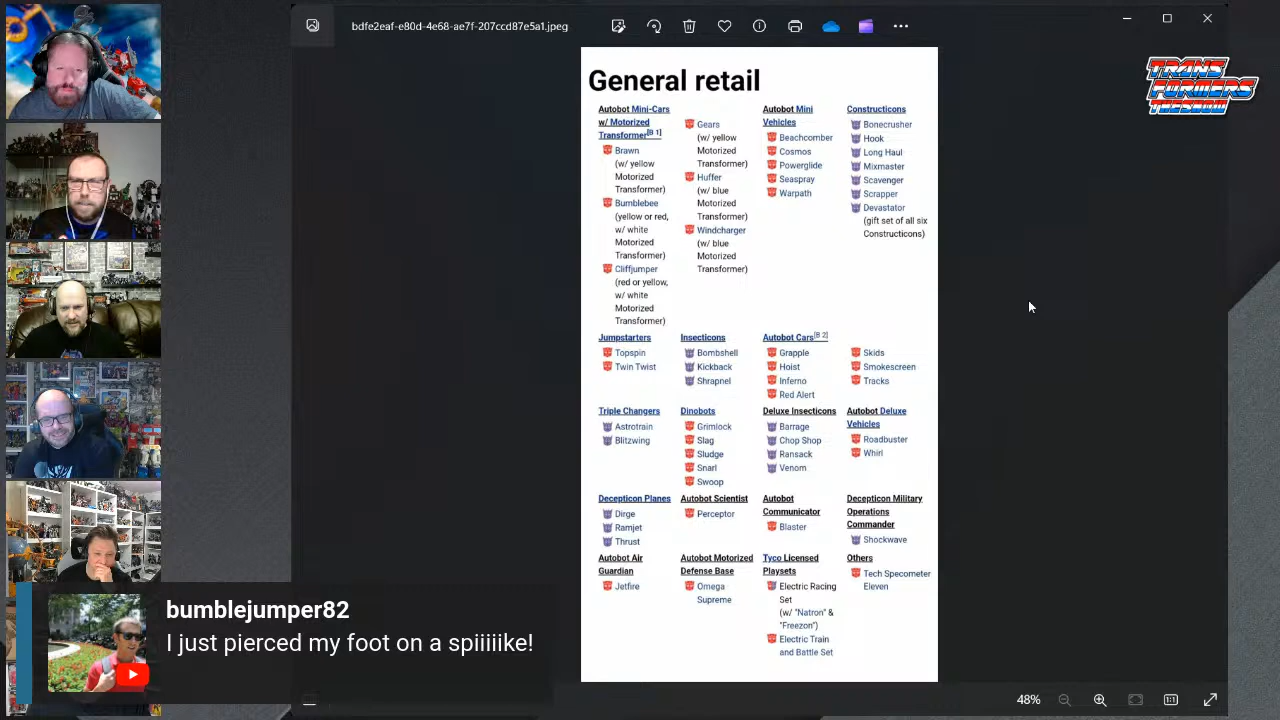 bdfe2eaf-e80d-4e68-ae7f-207ccd87e5a1.jpeg
TRANS
FORMERS
THE SHOW
General retail
Autobot Mini-Cars
w/ Motorized
Transformer[B 1]
Brawn
(w/ yellow
Motorized
Transformer)
Bumblebee
(yellow or red,
w/ white
Motorized
Transformer)
Cliffjumper
(red or yellow,
w/ white
Motorized
Transformer)
Gears
(w/ yellow
Motorized
Transformer)
Huffer
(w/ blue
Motorized
Transformer)
Windcharger
(w/ blue
Motorized
Transformer)
Autobot Mini
Vehicles
Beachcomber
Cosmos
Powerglide
Seaspray
Warpath
Constructicons
Bonecrusher
Hook
Long Haul
Mixmaster
Scavenger
Scrapper
Devastator
(gift set of all six
Constructicons)
Jumpstarters
Topspin
Twin Twist
Insecticons
Bombshell
Kickback
Shrapnel
Autobot Cars[B 2]
Grapple
Hoist
Inferno
Red Alert
Skids
Smokescreen
Tracks
Triple Changers
Astrotrain
Blitzwing
Dinobots
Grimlock
Slag
Sludge
Snarl
Swoop
Deluxe Insecticons
Barrage
Chop Shop
Ransack
Venom
Autobot Deluxe
Vehicles
Roadbuster
Whirl
Decepticon Planes
Dirge
Ramjet
Thrust
Autobot Scientist
Perceptor
Autobot
Communicator
Blaster
Decepticon Military
Operations
Commander
Shockwave
Autobot Air
Guardian
Jetfire
Autobot Motorized
Defense Base
Omega
Supreme
Tyco Licensed
Playsets
Electric Racing
Set
(w/ "Natron" &
"Freezon")
Electric Train
and Battle Set
Others
Tech Specometer
Eleven
bumblejumper82
I just pierced my foot on a spiiiiike!
48%
1:1